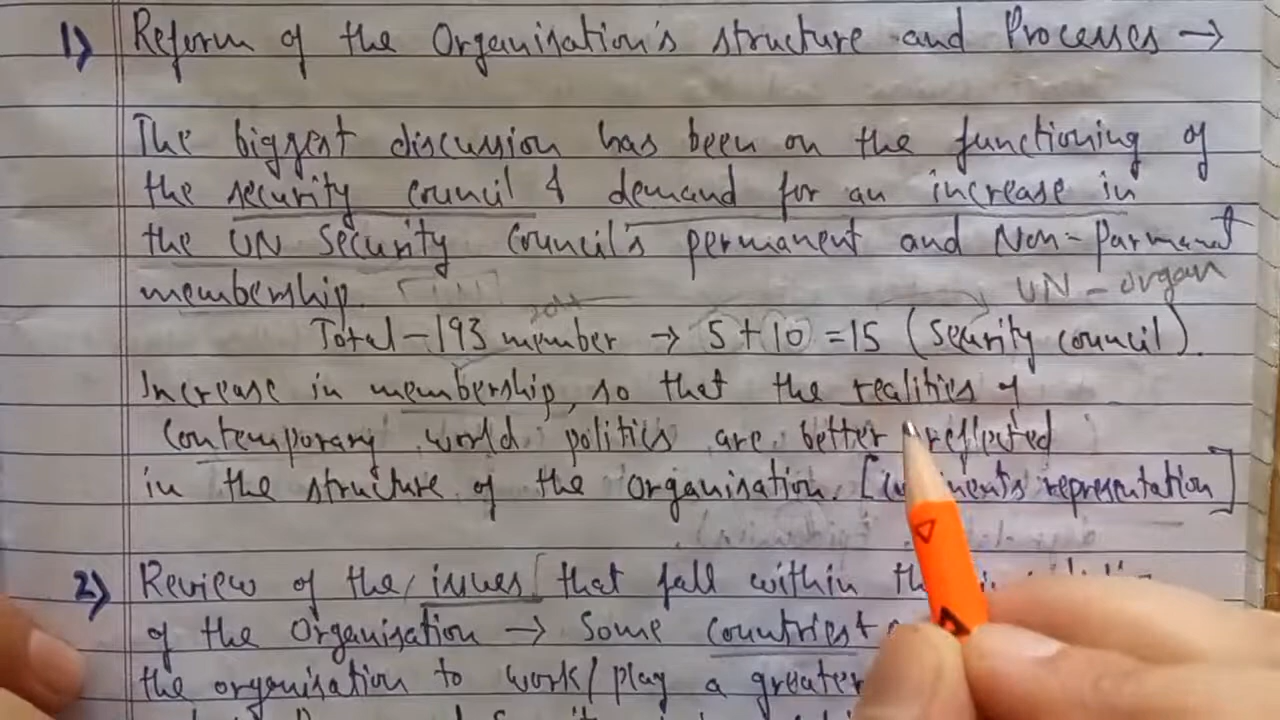 1) Reform of the Organisation's structure and Processes →
The biggest discussion has been on the functioning of
the security council & demand for an increase in
the UN Security Council's permanent and Non-Parmanent
membership.
UN - organ
Total - 193 member → 5 + 10 = 15 (Security council).
Increase in membership, so that the realities of
contemporary world politics are better reflected
in the structure of the organisation. [ representation]
2) Review of the issues that fall within
of the Organisation → Some countries
the organisation to work/play a greater